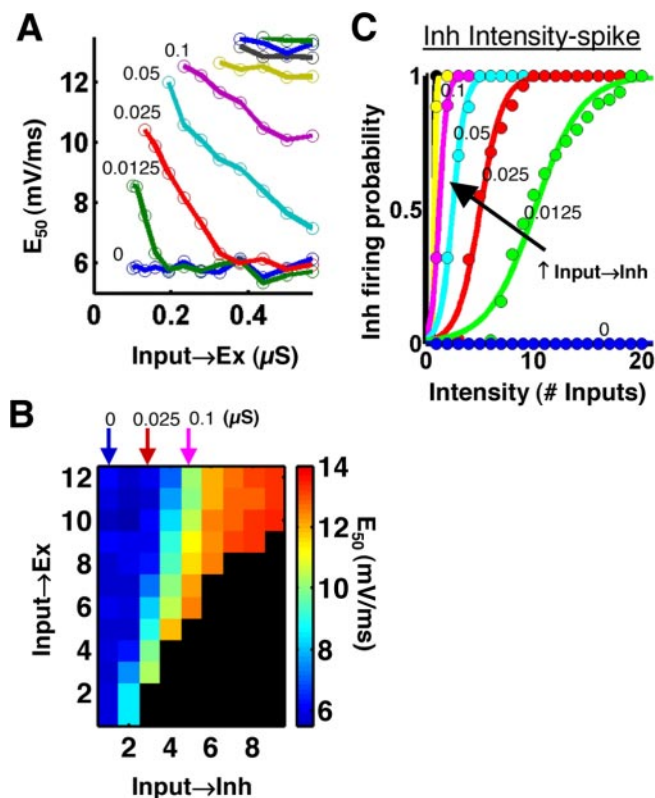 A
E50 (mV/ms)
12
10
8
6
0.1
0.05
0.025
0.0125
0
0 0.2 0.4
Input→Ex (µS)
C
Inh Intensity-spike
Inh firing probability
1
0.5
0
0.1
0.05
0.025
0.0125
↑ Input→Inh
0
0 10 20
Intensity (# Inputs)
B
0 0.025 0.1 (µS)
Input→Ex
12
10
8
6
4
2
2 4 6 8
Input→Inh
14
12
10
8
6
E50 (mV/ms)